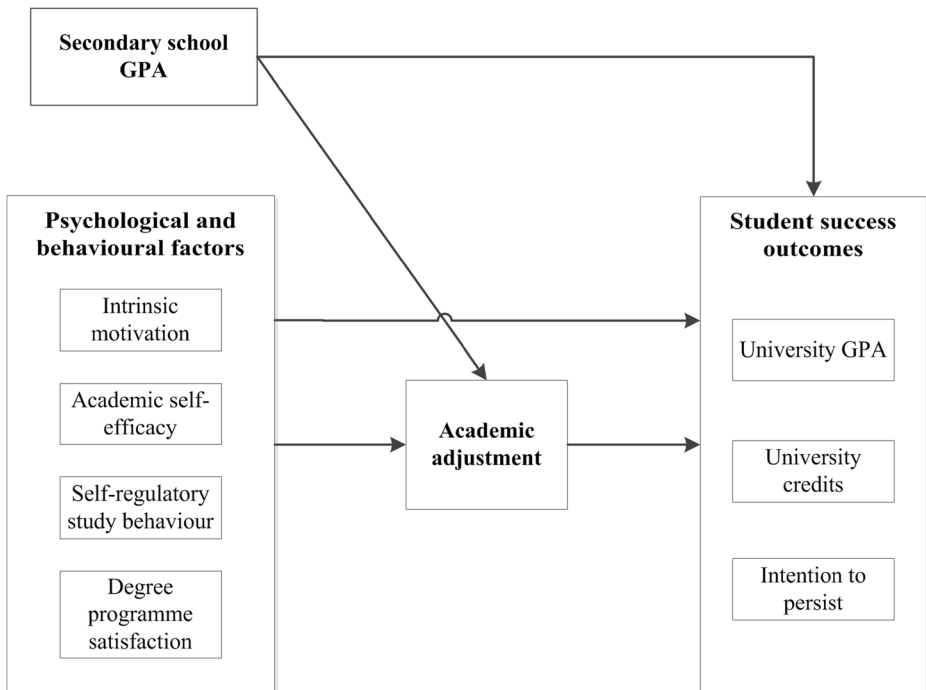 Secondary school
GPA
Psychological and
behavioural factors
Intrinsic
motivation
Academic self-
efficacy
Self-regulatory
study behaviour
Degree
programme
satisfaction
Academic
adjustment
Student success
outcomes
University GPA
University
credits
Intention to
persist